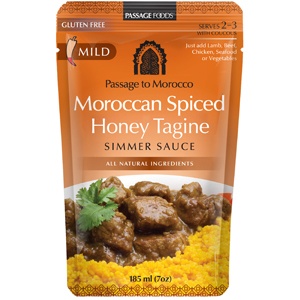 PASSAGE FOODS
GLUTEN FREE
SERVES 2-3
WITH COUSCOUS
MILD
Just add Lamb, Beef,
Chicken, Seafood
or Vegetables
Passage to Morocco
Moroccan Spiced
Honey Tagine
SIMMER SAUCE
ALL NATURAL INGREDIENTS
185 ml (7oz)